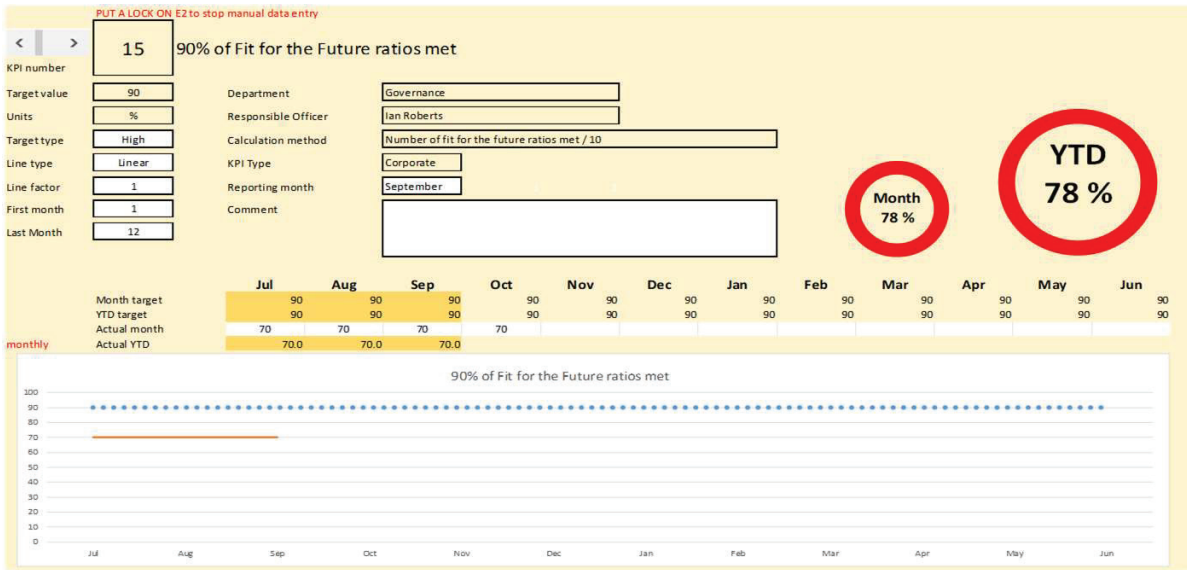 PUT A LOCK ON E2 to stop manual data entry
15 90% of Fit for the Future ratios met
KPI number
Target value 90 Department Governance
Units % Responsible Officer Ian Roberts
Target type High Calculation method Number of fit for the future ratios met / 10
Line type Linear KPI Type Corporate
Line factor 1 Reporting month September
First month 1 Comment
Last Month 12
Month
78 %
YTD
78 %
Jul Aug Sep Oct Nov Dec Jan Feb Mar Apr May Jun
Month target 90 90 90 90 90 90 90 90 90 90 90 90
YTD target 90 90 90 90 90 90 90 90 90 90 90 90
Actual month 70 70 70 70
monthly Actual YTD 70.0 70.0 70.0
90% of Fit for the Future ratios met
100
90
80
70
60
50
40
30
20
10
0
Jul Aug Sep Oct Nov Dec Jan Feb Mar Apr May Jun